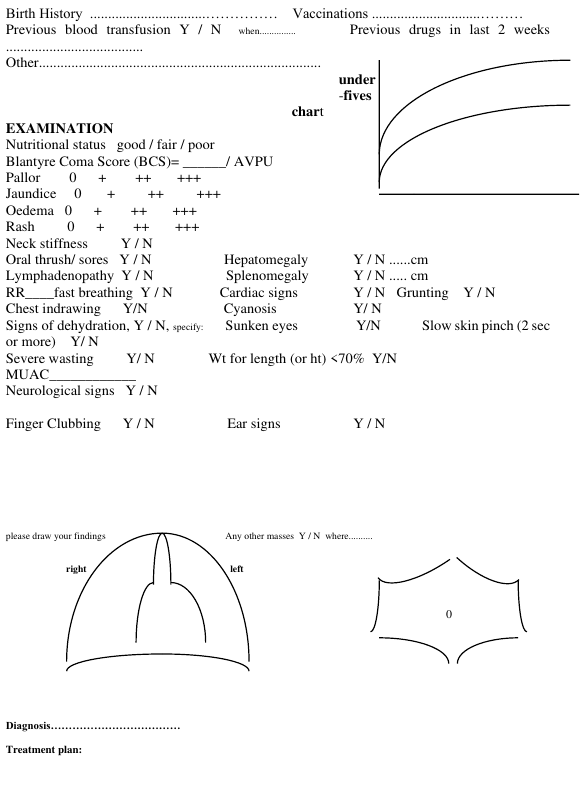 Birth History ................................…………… Vaccinations ..............................………
Previous blood transfusion Y / N when.............. Previous drugs in last 2 weeks
......................................
Other...............................................................................
under
-fives
chart
EXAMINATION
Nutritional status good / fair / poor
Blantyre Coma Score (BCS)= ______/ AVPU
Pallor 0 + ++ +++
Jaundice 0 + ++ +++
Oedema 0 + ++ +++
Rash 0 + ++ +++
Neck stiffness Y / N
Oral thrush/ sores Y / N Hepatomegaly Y / N ......cm
Lymphadenopathy Y / N Splenomegaly Y / N ..... cm
RR____fast breathing Y / N Cardiac signs Y / N Grunting Y / N
Chest indrawing Y/N Cyanosis Y/ N
Signs of dehydration, Y / N, specify: Sunken eyes Y/N Slow skin pinch (2 sec
or more) Y/ N
Severe wasting Y/ N Wt for length (or ht) <70% Y/N
MUAC____________
Neurological signs Y / N
Finger Clubbing Y / N Ear signs Y / N
please draw your findings Any other masses Y / N where..........
right left
0
Diagnosis………………………………
Treatment plan: